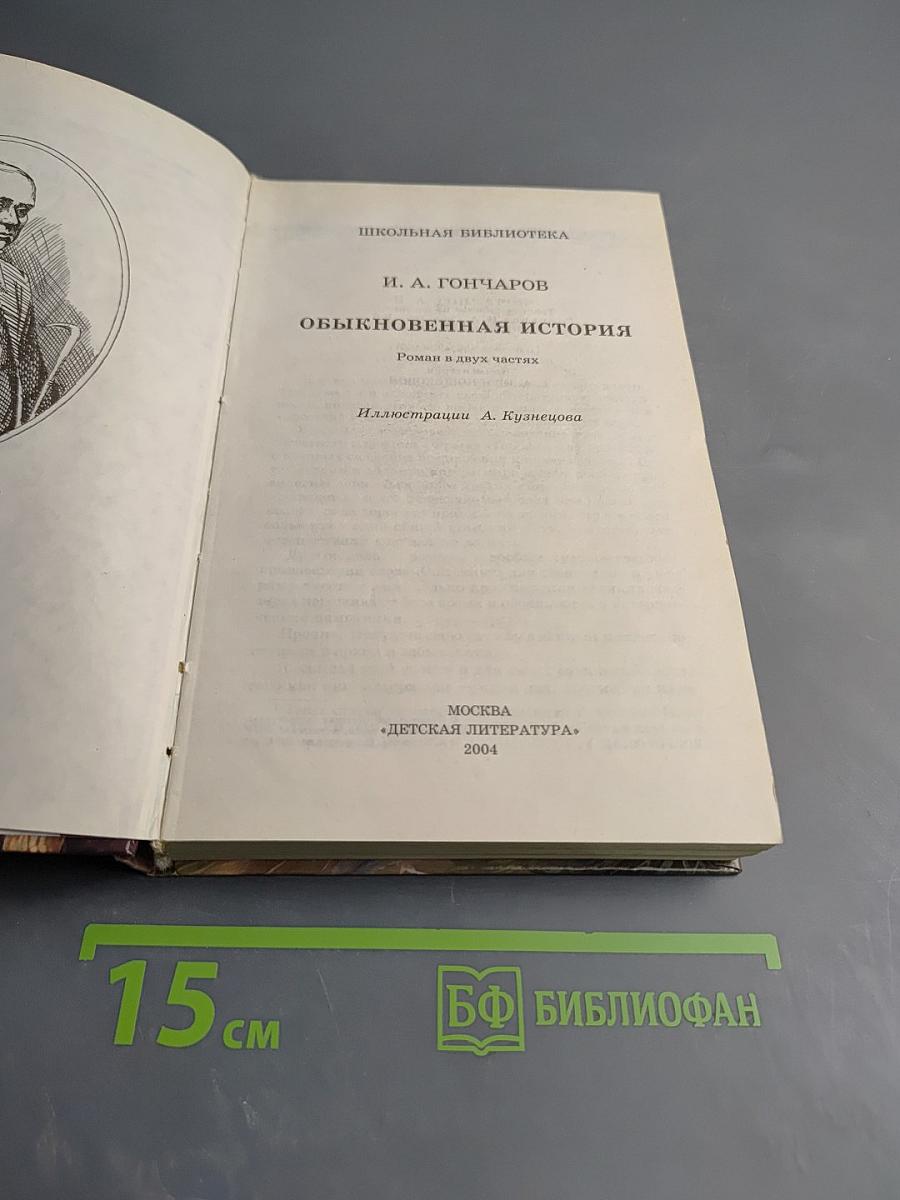 ШКОЛЬНАЯ БИБЛИОТЕКА
И. А. ГОНЧАРОВ
ОБЫКНОВЕННАЯ ИСТОРИЯ
Роман в двух частях
Иллюстрации А. Кузнецова
МОСКВА
«ДЕТСКАЯ ЛИТЕРАТУРА»
2004
15 см
БФ БИБЛИОФАН